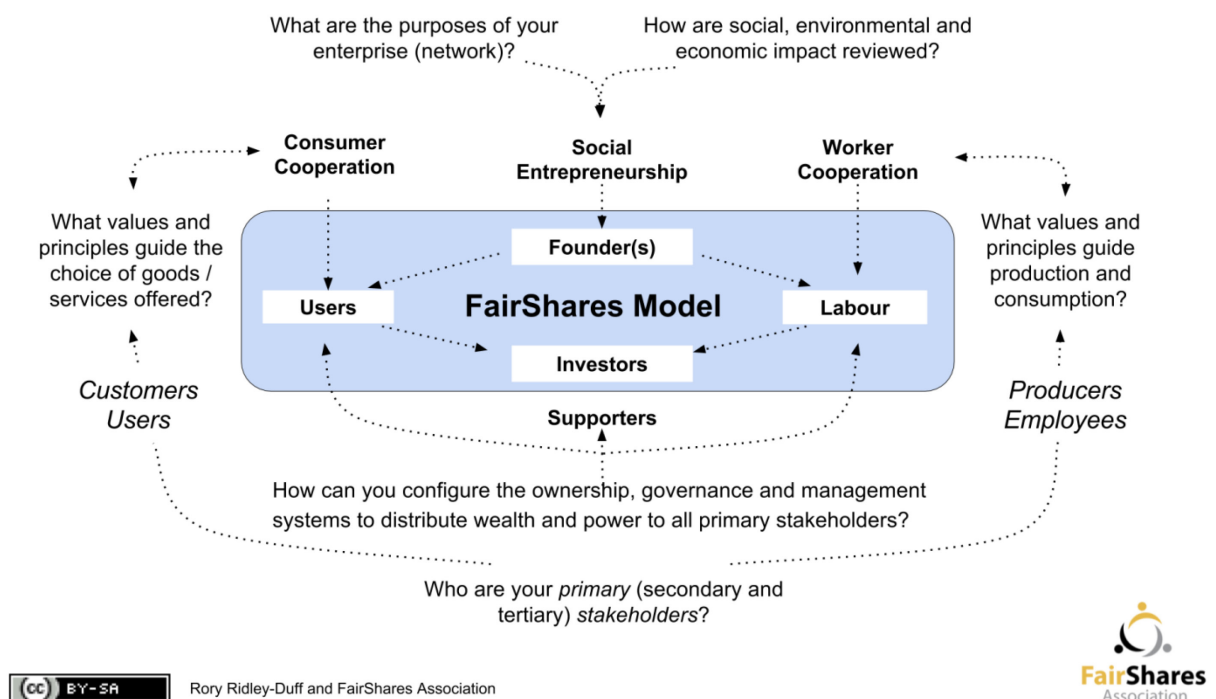 What are the purposes of your
enterprise (network)?
How are social, environmental and
economic impact reviewed?
Consumer
Cooperation
Social
Entrepreneurship
Worker
Cooperation
What values and
principles guide the
choice of goods /
services offered?
What values and
principles guide
production and
consumption?
Founder(s)
Users
FairShares Model
Labour
Investors
Customers
Users
Producers
Employees
Supporters
How can you configure the ownership, governance and management
systems to distribute wealth and power to all primary stakeholders?
Who are your primary (secondary and
tertiary) stakeholders?
FairShares
Association
cc BY-SA
Rory Ridley-Duff and FairShares Association